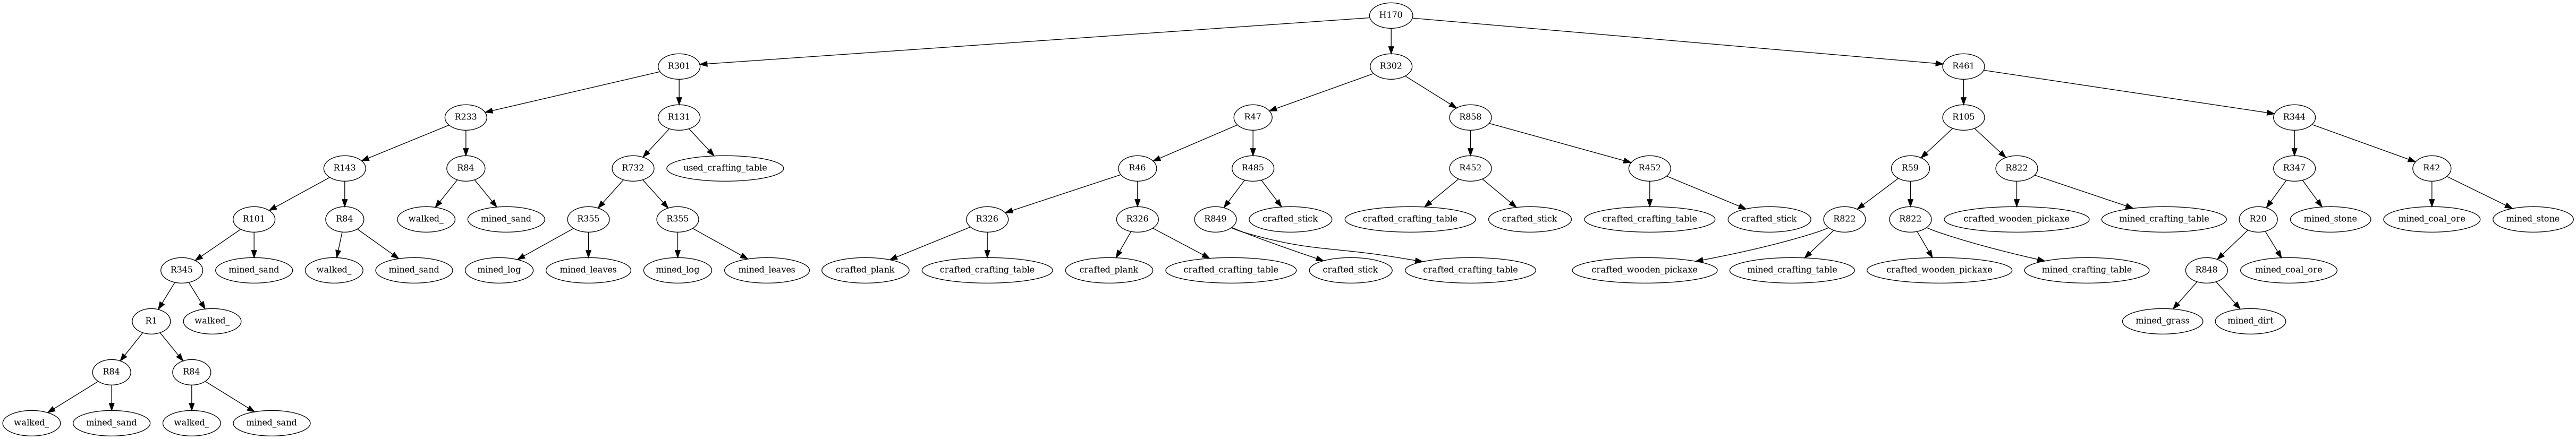 H170
R301
R302
R461
R233
R131
R47
R858
R105
R344
R143
R84
R732
used_crafting_table
R46
R485
R452
R452
R59
R822
R347
R42
R101
R84
walked_
mined_sand
R355
R355
R326
R326
R849
crafted_stick
crafted_crafting_table
crafted_stick
crafted_crafting_table
crafted_stick
R822
R822
crafted_wooden_pickaxe
mined_crafting_table
R20
mined_stone
mined_coal_ore
mined_stone
R345
mined_sand
walked_
mined_sand
mined_log
mined_leaves
mined_log
mined_leaves
crafted_plank
crafted_crafting_table
crafted_plank
crafted_crafting_table
crafted_stick
crafted_crafting_table
crafted_wooden_pickaxe
mined_crafting_table
crafted_wooden_pickaxe
mined_crafting_table
R848
mined_coal_ore
R1
walked_
mined_grass
mined_dirt
R84
R84
walked_
mined_sand
walked_
mined_sand